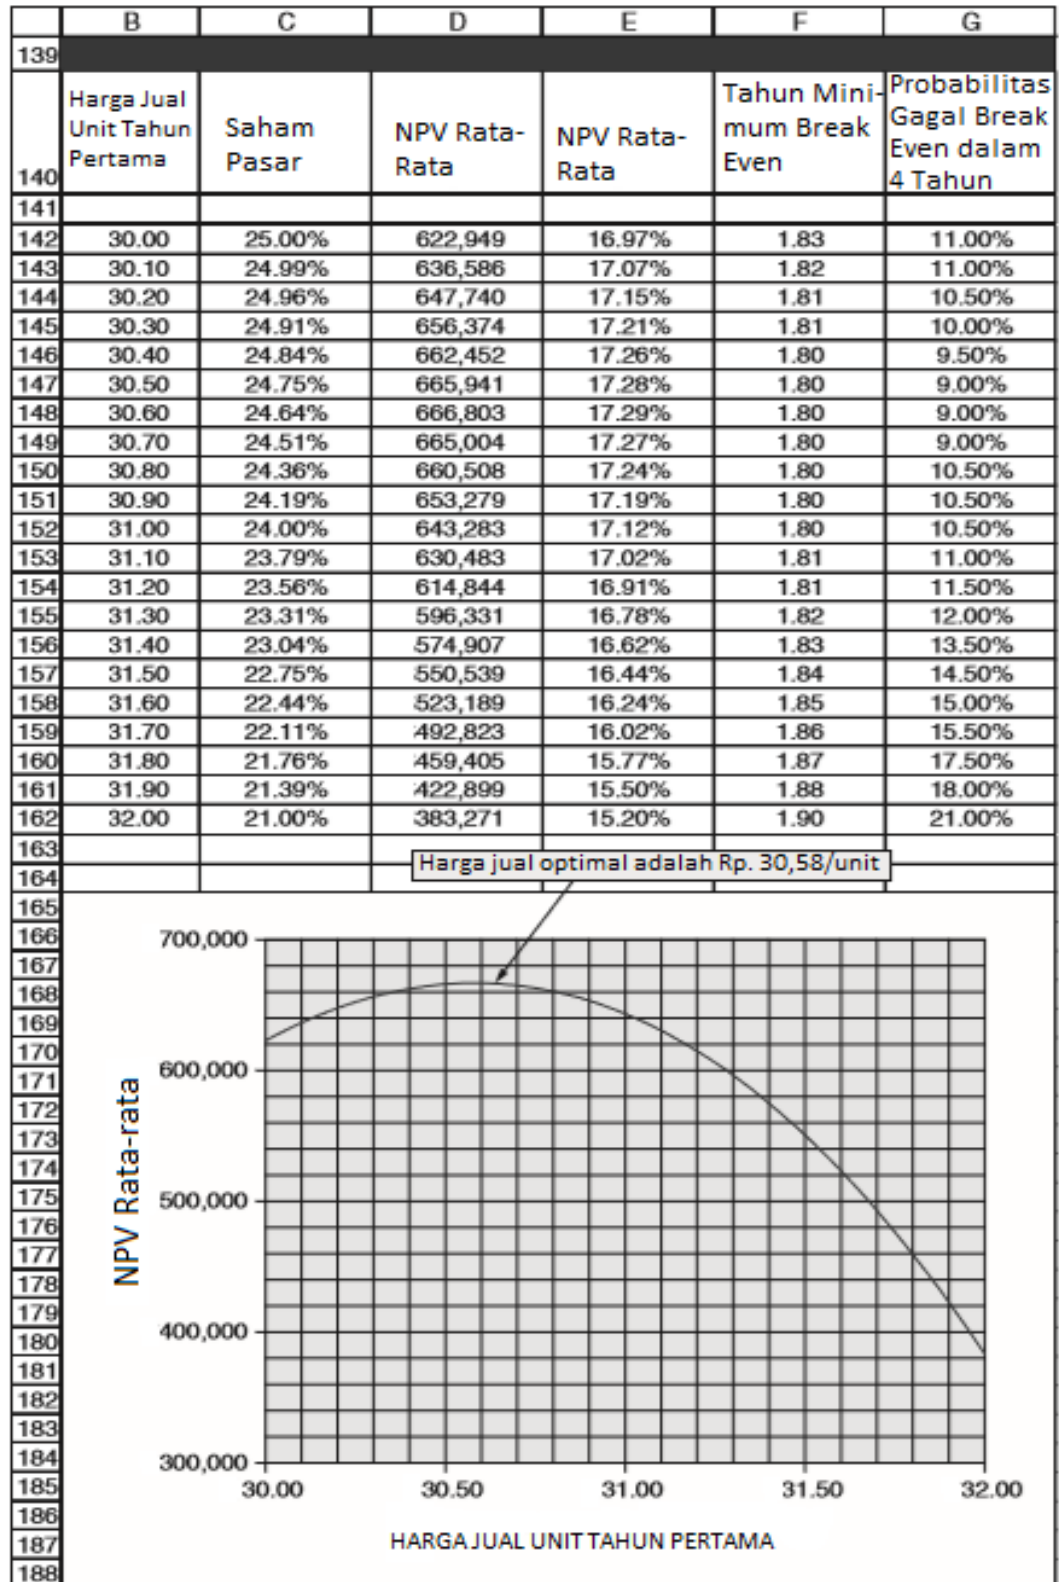 B C D E F G
139
140 Harga Jual Unit Tahun Pertama Saham Pasar NPV Rata-Rata NPV Rata-Rata Tahun Mini-mum Break Even Probabilitas Gagal Break Even dalam 4 Tahun
141
142 30.00 25.00% 622,949 16.97% 1.83 11.00%
143 30.10 24.99% 636,586 17.07% 1.82 11.00%
144 30.20 24.96% 647,740 17.15% 1.81 10.50%
145 30.30 24.91% 656,374 17.21% 1.81 10.00%
146 30.40 24.84% 662,452 17.26% 1.80 9.50%
147 30.50 24.75% 665,941 17.28% 1.80 9.00%
148 30.60 24.64% 666,803 17.29% 1.80 9.00%
149 30.70 24.51% 665,004 17.27% 1.80 9.00%
150 30.80 24.36% 660,508 17.24% 1.80 10.50%
151 30.90 24.19% 653,279 17.19% 1.80 10.50%
152 31.00 24.00% 643,283 17.12% 1.80 10.50%
153 31.10 23.79% 630,483 17.02% 1.81 11.00%
154 31.20 23.56% 614,844 16.91% 1.81 11.50%
155 31.30 23.31% 596,331 16.78% 1.82 12.00%
156 31.40 23.04% 574,907 16.62% 1.83 13.50%
157 31.50 22.75% 550,539 16.44% 1.84 14.50%
158 31.60 22.44% 523,189 16.24% 1.85 15.00%
159 31.70 22.11% 492,823 16.02% 1.86 15.50%
160 31.80 21.76% 459,405 15.77% 1.87 17.50%
161 31.90 21.39% 422,899 15.50% 1.88 18.00%
162 32.00 21.00% 383,271 15.20% 1.90 21.00%
163
Harga jual optimal adalah Rp. 30,58/unit
164
165
166 700,000
167
168
169
170
171 600,000
172
173
174
175 500,000
176
177
178
179
180 400,000
181
182
183
184 300,000
185 30.00 30.50 31.00 31.50 32.00
186
187 HARGA JUAL UNIT TAHUN PERTAMA
188
NPV Rata-rata